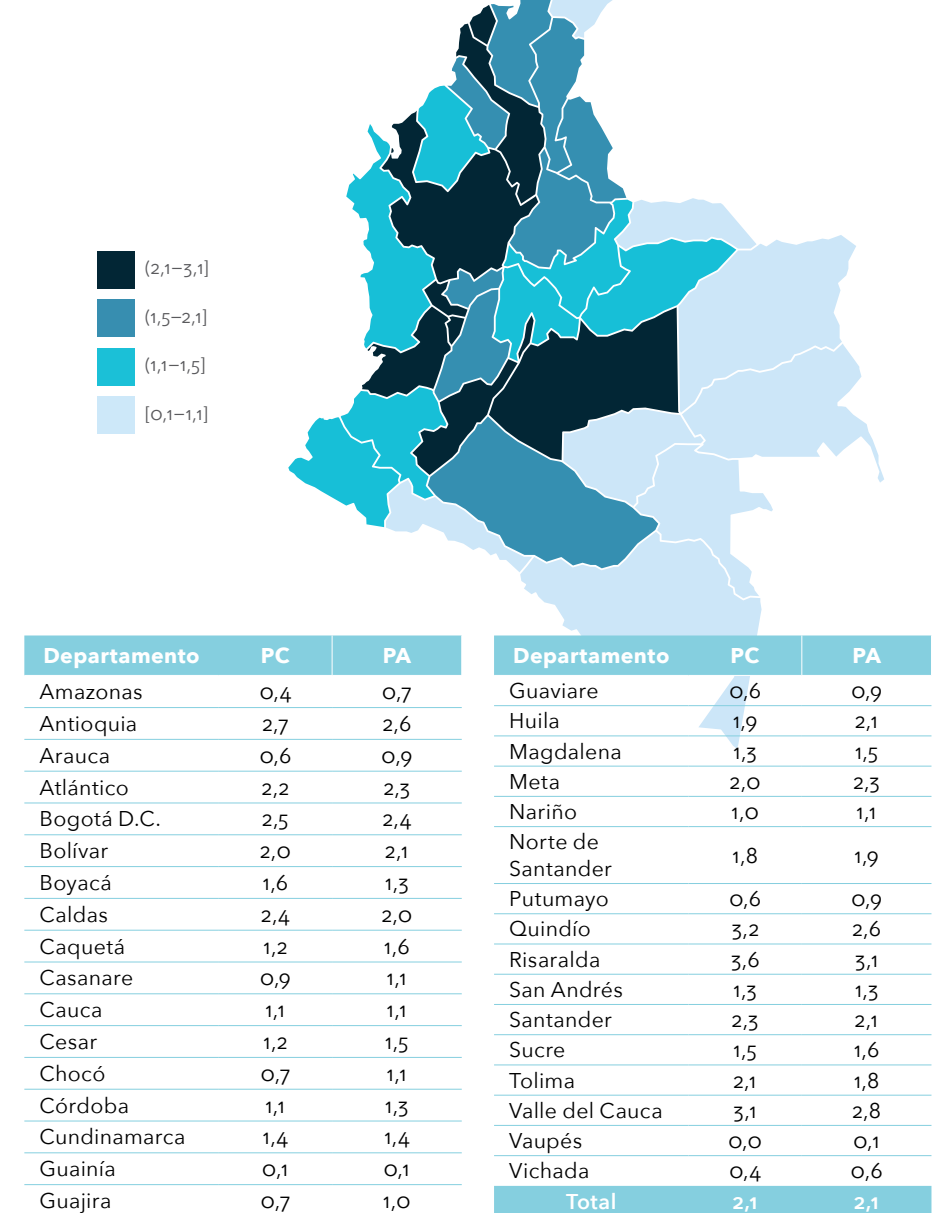 (2,1–3,1]
(1,5–2,1]
(1,1–1,5]
[0,1–1,1]
Departamento PC PA
Amazonas 0,4 0,7
Antioquia 2,7 2,6
Arauca 0,6 0,9
Atlántico 2,2 2,3
Bogotá D.C. 2,5 2,4
Bolívar 2,0 2,1
Boyacá 1,6 1,3
Caldas 2,4 2,0
Caquetá 1,2 1,6
Casanare 0,9 1,1
Cauca 1,1 1,1
Cesar 1,2 1,5
Chocó 0,7 1,1
Córdoba 1,1 1,3
Cundinamarca 1,4 1,4
Guainía 0,1 0,1
Guajira 0,7 1,0
Departamento PC PA
Guaviare 0,6 0,9
Huila 1,9 2,1
Magdalena 1,3 1,5
Meta 2,0 2,3
Nariño 1,0 1,1
Norte de
Santander 1,8 1,9
Putumayo 0,6 0,9
Quindío 3,2 2,6
Risaralda 3,6 3,1
San Andrés 1,3 1,3
Santander 2,3 2,1
Sucre 1,5 1,6
Tolima 2,1 1,8
Valle del Cauca 3,1 2,8
Vaupés 0,0 0,1
Vichada 0,4 0,6
Total 2,1 2,1